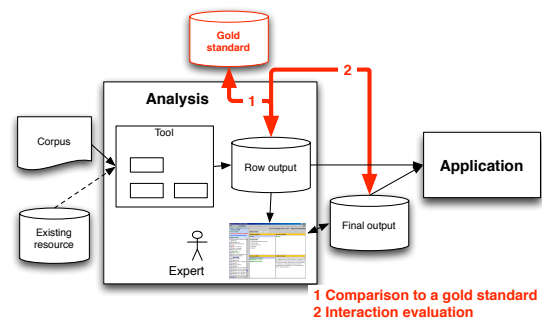 Gold
standard
2
1
Analysis
Tool
Corpus
Row output
Application
Existing
resource
Final output
Expert
1 Comparison to a gold standard
2 Interaction evaluation